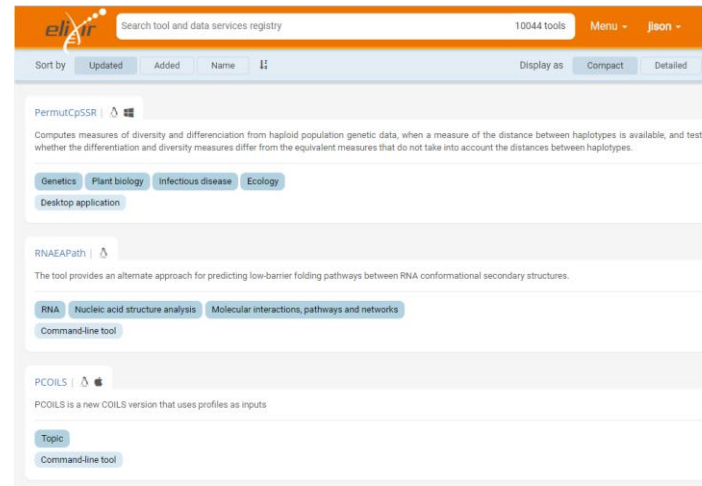 elixir Search tool and data services registry 10044 tools Menu jison
Sort by Updated Added Name Display as Compact Detailed
PermutCpSSR |
Computes measures of diversity and differenciation from haploid population genetic data, when a measure of the distance between haplotypes is available, and test
whether the differentiation and diversity measures differ from the equivalent measures that do not take into account the distances between haplotypes.
Genetics Plant biology Infectious disease Ecology
Desktop application
RNAEAPath |
The tool provides an alternate approach for predicting low-barrier folding pathways between RNA conformational secondary structures.
RNA Nucleic acid structure analysis Molecular interactions, pathways and networks
Command-line tool
PCOILS |
PCOILS is a new COILS version that uses profiles as inputs
Topic
Command-line tool